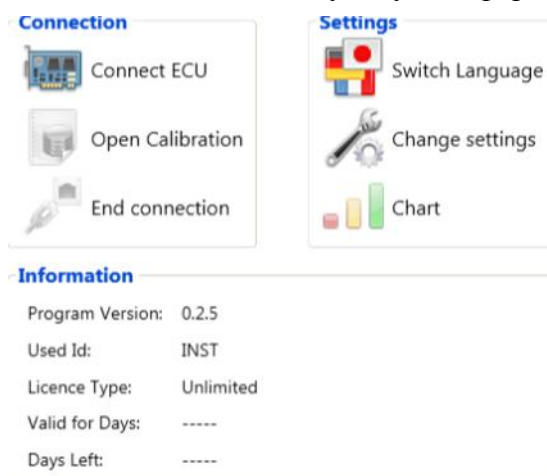 Connection
Connect ECU
Open Calibration
End connection
Settings
Switch Language
Change settings
Chart
Information
Program Version: 0.2.5
Used Id: INST
Licence Type: Unlimited
Valid for Days: -----
Days Left: -----